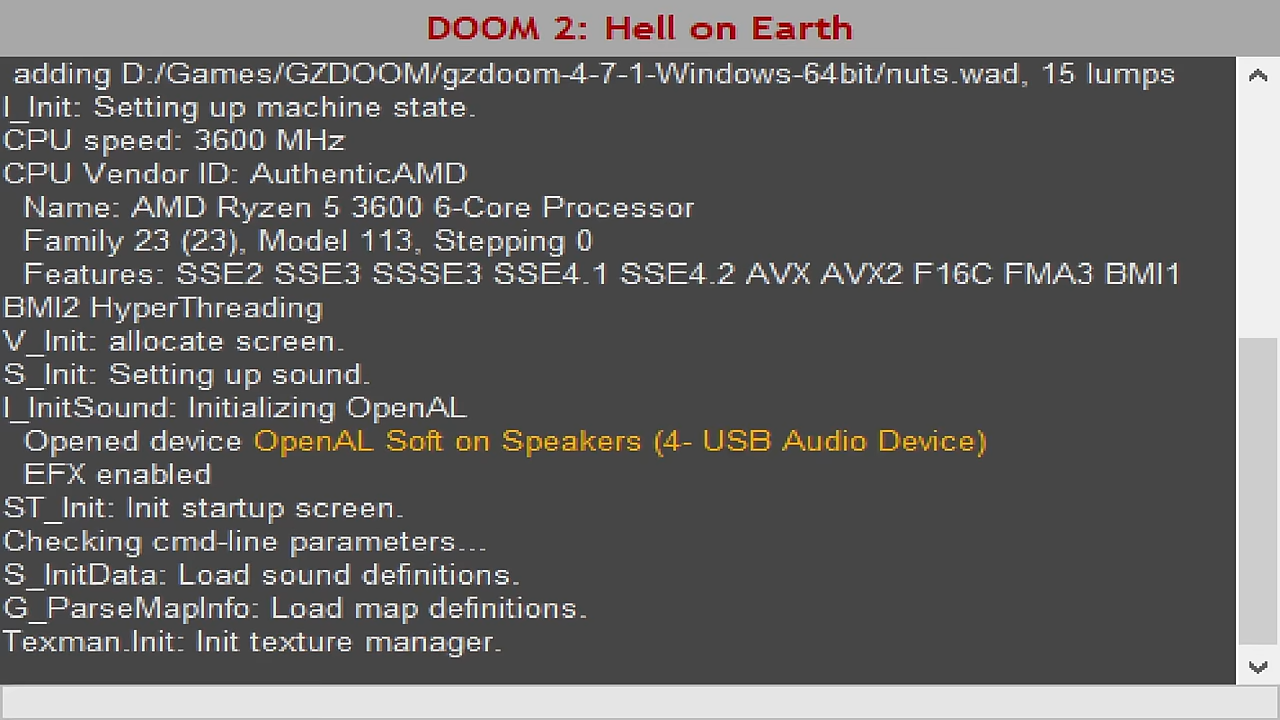 DOOM 2: Hell on Earth
adding D:/Games/GZDOOM/gzdoom-4-7-1-Windows-64bit/nuts.wad, 15 lumps
I_Init: Setting up machine state.
CPU speed: 3600 MHz
CPU Vendor ID: AuthenticAMD
Name: AMD Ryzen 5 3600 6-Core Processor
Family 23 (23), Model 113, Stepping 0
Features: SSE2 SSE3 SSSE3 SSE4.1 SSE4.2 AVX AVX2 F16C FMA3 BMI1
BMI2 HyperThreading
V_Init: allocate screen.
S_Init: Setting up sound.
I_InitSound: Initializing OpenAL
Opened device OpenAL Soft on Speakers (4- USB Audio Device)
EFX enabled
ST_Init: Init startup screen.
Checking cmd-line parameters...
S_InitData: Load sound definitions.
G_ParseMapInfo: Load map definitions.
Texman.Init: Init texture manager.